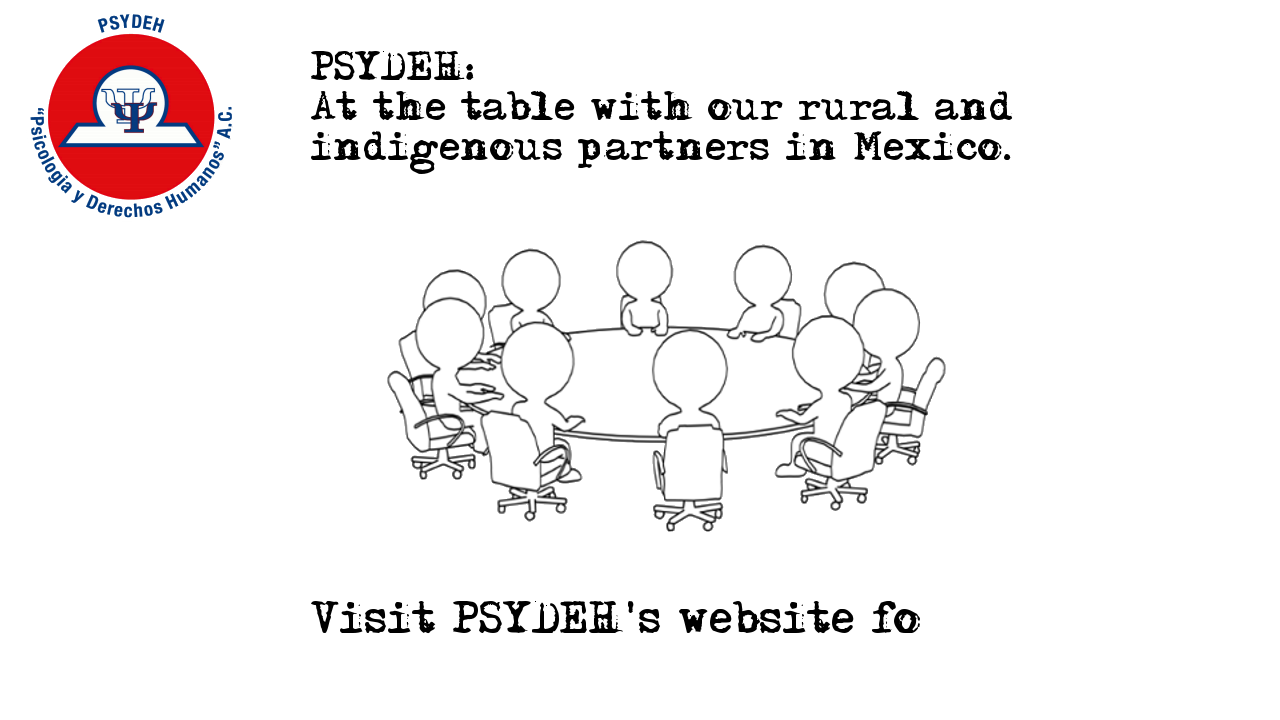 PSYDEH
"Psicología y Derechos Humanos" A.C.
PSYDEH:
At the table with our rural and
indigenous partners in Mexico.
Visit PSYDEH's website fo